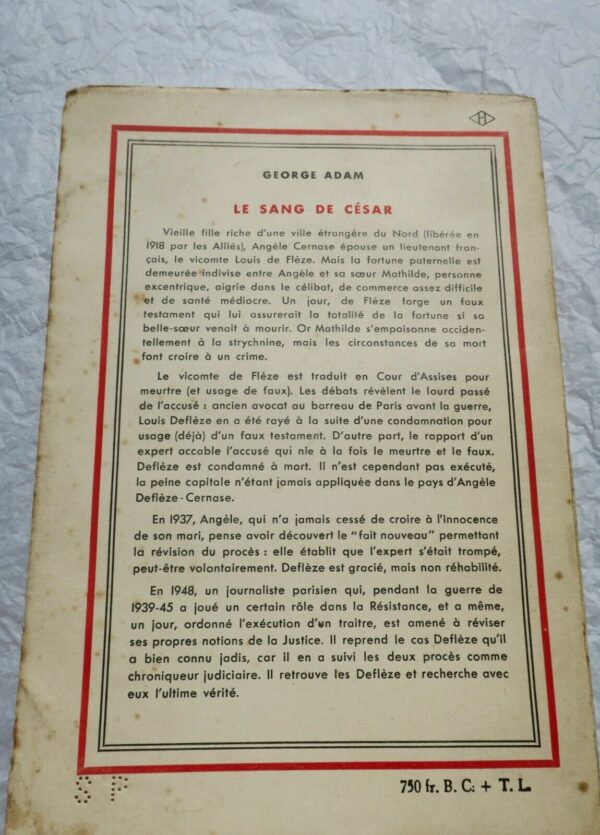 H
GEORGE ADAM
LE SANG DE CÉSAR
Vieille fille riche d'une ville étrangère du Nord (libérée en
1918 par les Alliés), Angèle Cernase épouse un lieutenant fran-
çais, le vicomte Louis de Flèze. Mais la fortune paternelle est
demeurée indivise entre Angèle et sa sœur Mathilde, personne
excentrique, aigrie dans le célibat, de commerce assez difficile
et de santé médiocre. Un jour, de Flèze forge un faux
testament qui lui assurerait la totalité de la fortune si sa
belle-sœur venait à mourir. Or Mathilde s'empoisonne acciden-
tellement à la strychnine, mais les circonstances de sa mort
font croire à un crime.
Le vicomte de Flèze est traduit en Cour d'Assises pour
meurtre (et usage de faux). Les débats révèlent le lourd passé
de l'accusé : ancien avocat au barreau de Paris avant la guerre,
Louis Deflèze en a été rayé à la suite d'une condamnation pour
usage (déjà) d'un faux testament. D'autre part, le rapport d'un
expert accable l'accusé qui nie à la fois le meurtre et le faux.
Deflèze est condamné à mort. Il n'est cependant pas exécuté,
la peine capitale n'étant jamais appliquée dans le pays d'Angèle
Deflèze-Cernase.
En 1937, Angèle, qui n'a jamais cessé de croire à l'innocence
de son mari, pense avoir découvert le "fait nouveau" permettant
la révision du procès : elle établit que l'expert s'était trompé,
peut-être volontairement. Deflèze est gracié, mais non réhabilité.
En 1948, un journaliste parisien qui, pendant la guerre de
1939-45 a joué un certain rôle dans la Résistance, et a même,
un jour, ordonné l'exécution d'un traitre, est amené à réviser
ses propres notions de la Justice. Il reprend le cas Deflèze qu'il
a bien connu jadis, car il en a suivi les deux procès comme
chroniqueur judiciaire. Il retrouve les Deflèze et recherche avec
eux l'ultime vérité.
S P
750 fr. B. C. + T. L.